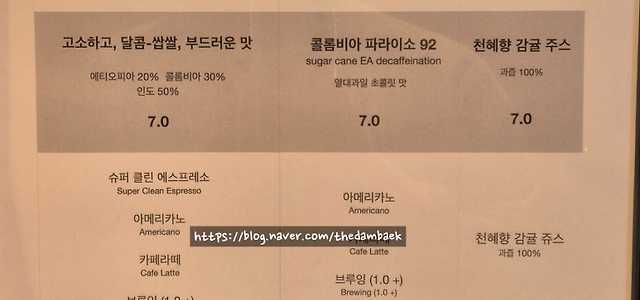 고소하고, 달콤-쌉쌀, 부드러운 맛
에티오피아 20% 콜롬비아 30%
인도 50%
7.0
콜롬비아 파라이소 92
sugar cane EA decaffeination
열대과일 초콜릿 맛
7.0
천혜향 감귤 주스
과즙 100%
7.0
슈퍼 클린 에스프레소
Super Clean Espresso
아메리카노
Americano
카페라떼
Cafe Latte
브루잉 (1.0 +)
아메리카노
Americano
https://blog.naver.com/thedambaek
Cafe Latte
브루잉 (1.0 +)
Brewing (1.0 +)
천혜향 감귤 쥬스
과즙 100%